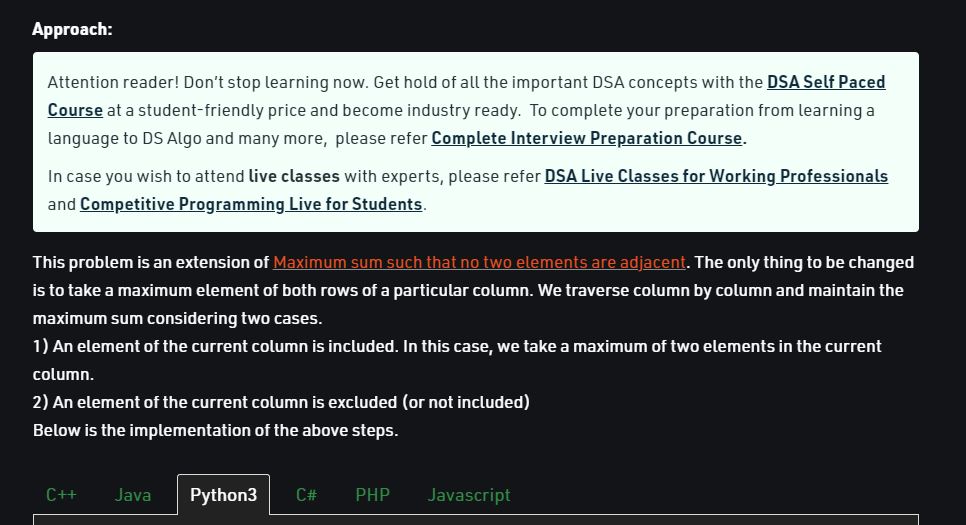 Approach:
Attention reader! Don't stop learning now. Get hold of all the important DSA concepts with the DSA Self Paced
Course at a student-friendly price and become industry ready.  To complete your preparation from learning a
language to DS Algo and many more,  please refer Complete Interview Preparation Course.
In case you wish to attend live classes with experts, please refer DSA Live Classes for Working Professionals
and Competitive Programming Live for Students.
This problem is an extension of Maximum sum such that no two elements are adjacent. The only thing to be changed
is to take a maximum element of both rows of a particular column. We traverse column by column and maintain the
maximum sum considering two cases.
1) An element of the current column is included. In this case, we take a maximum of two elements in the current
column.
2) An element of the current column is excluded (or not included)
Below is the implementation of the above steps.
C++ Java Python3 C# PHP Javascript